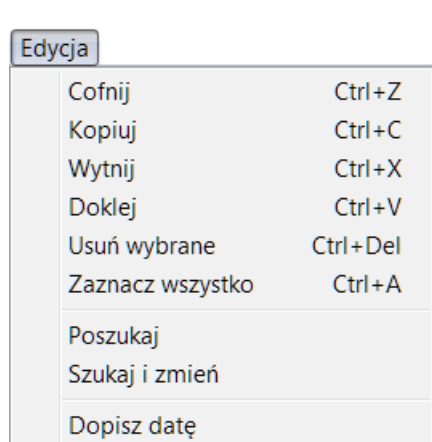 Edycja
Cofnij Ctrl+Z
Kopiuj Ctrl+C
Wytnij Ctrl+X
Doklej Ctrl+V
Usuń wybrane Ctrl+Del
Zaznacz wszystko Ctrl+A
Poszukaj
Szukaj i zmień
Dopisz datę